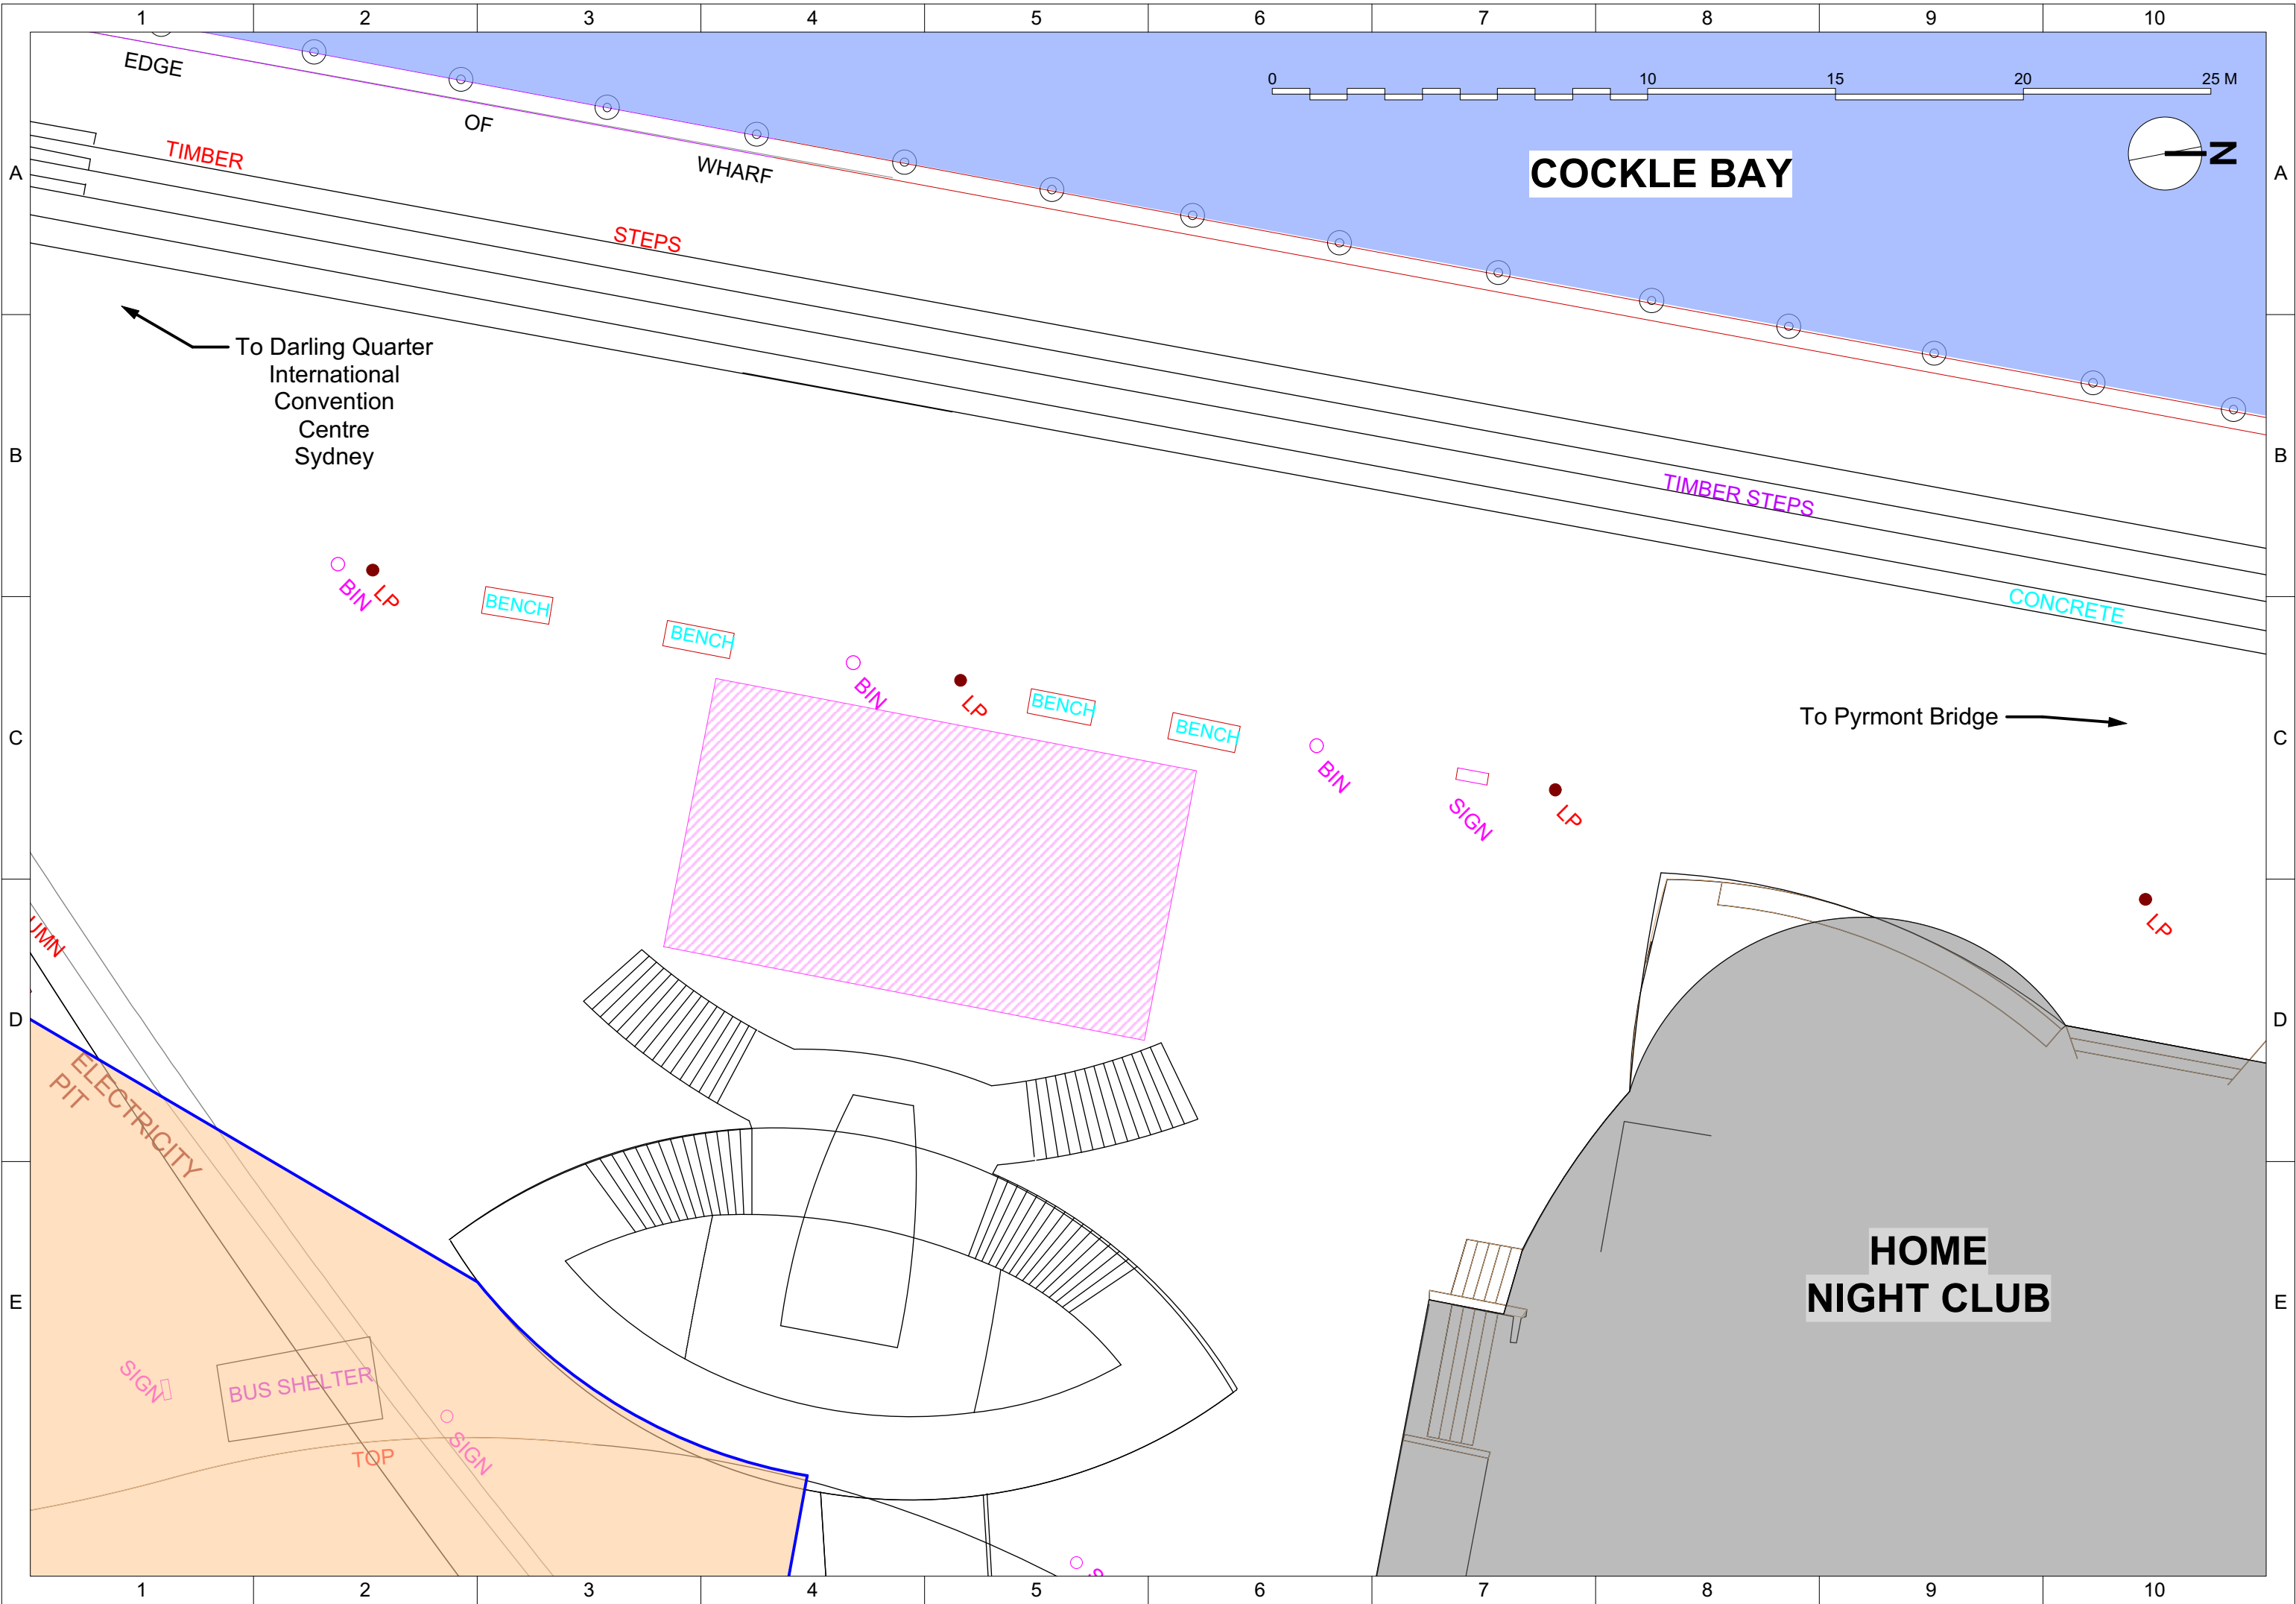 1 2 3 4 5 6 7 8 9 10
0 10 15 20 25 M
EDGE
OF
WHARF
TIMBER
STEPS
COCKLE BAY
N
A A
To Darling Quarter
International
Convention
Centre
Sydney
B B
TIMBER STEPS
CONCRETE
BIN
LP
BENCH
BENCH
BIN
LP
BENCH
BENCH
BIN
SIGN
LP
To Pyrmont Bridge
C C
LP
UMN
D D
ELECTRICITY
PIT
HOME
NIGHT CLUB
E E
SIGN
BUS SHELTER
SIGN
TOP
1 2 3 4 5 6 7 8 9 10